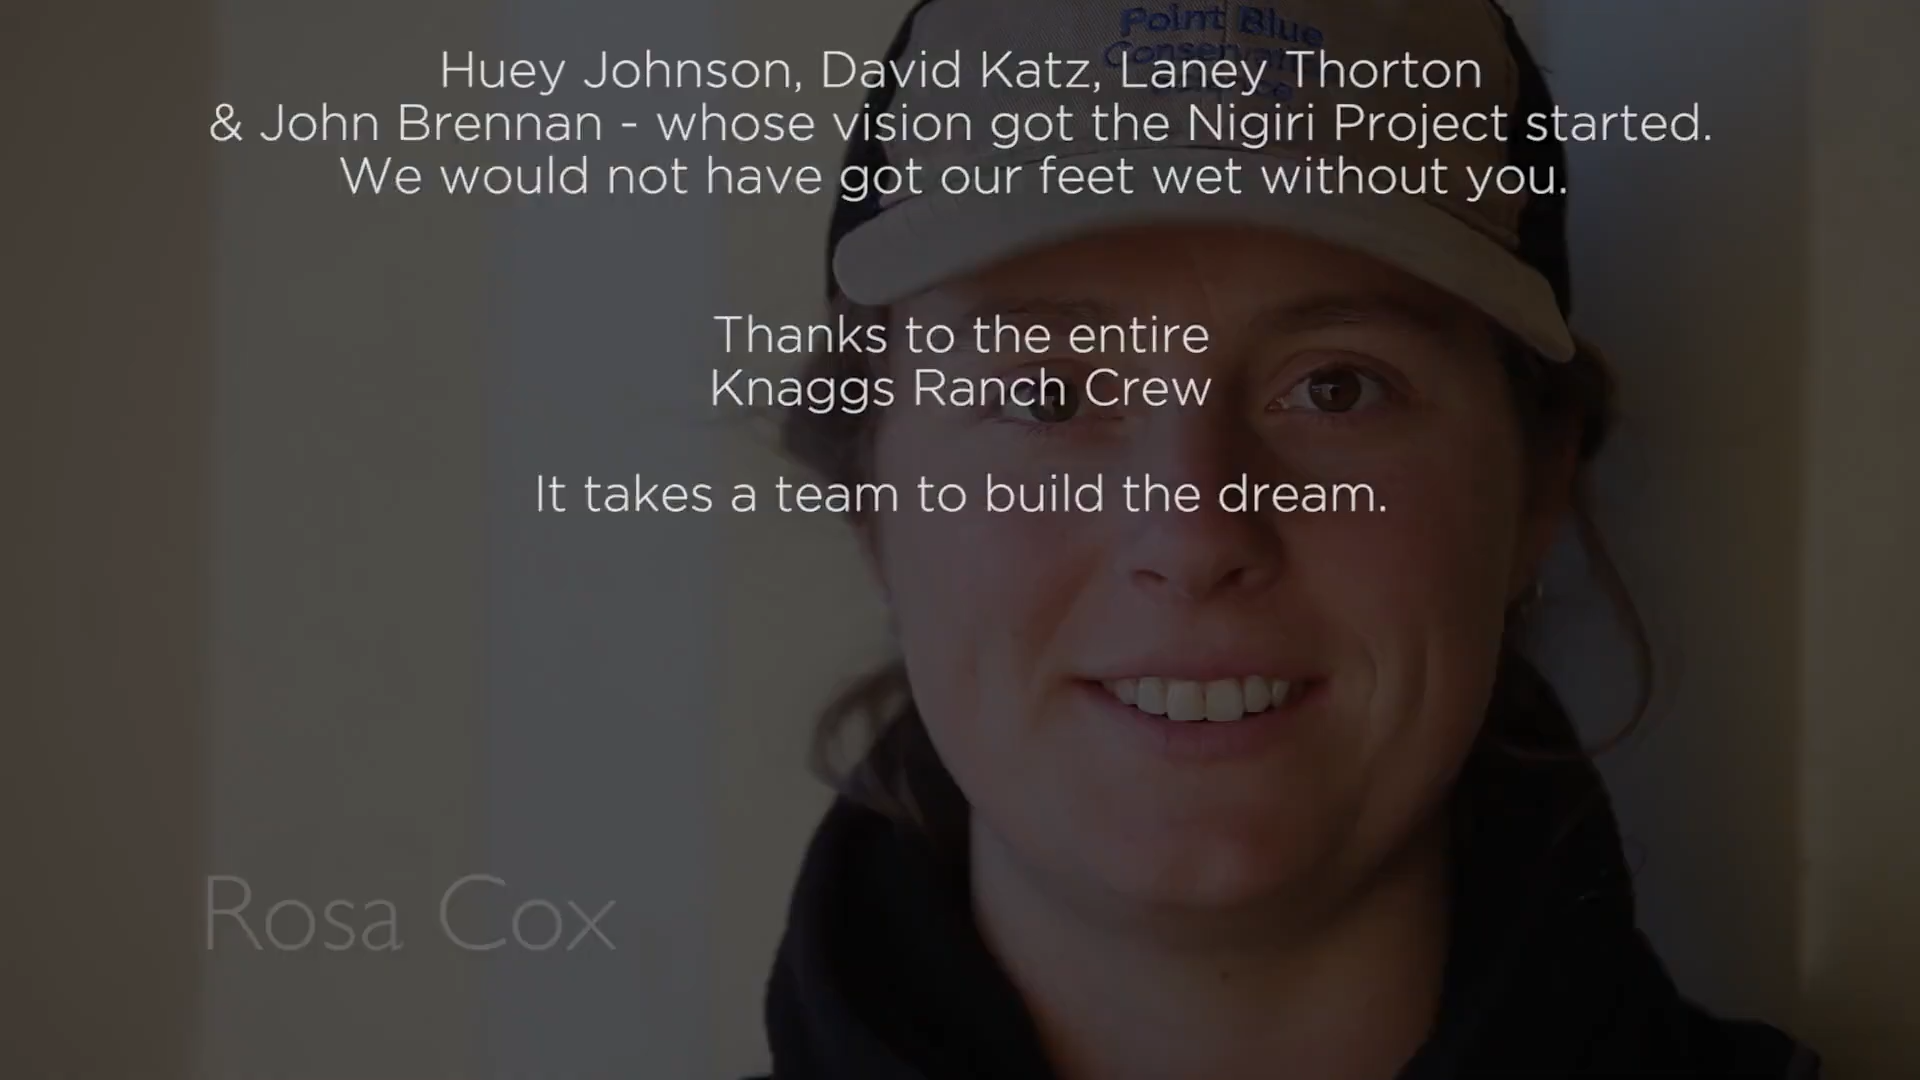 Point Blue
Huey Johnson, David Katz, Laney Thorton
& John Brennan - whose vision got the Nigiri Project started.
We would not have got our feet wet without you.
Thanks to the entire
Knaggs Ranch Crew
It takes a team to build the dream.
Rosa Cox